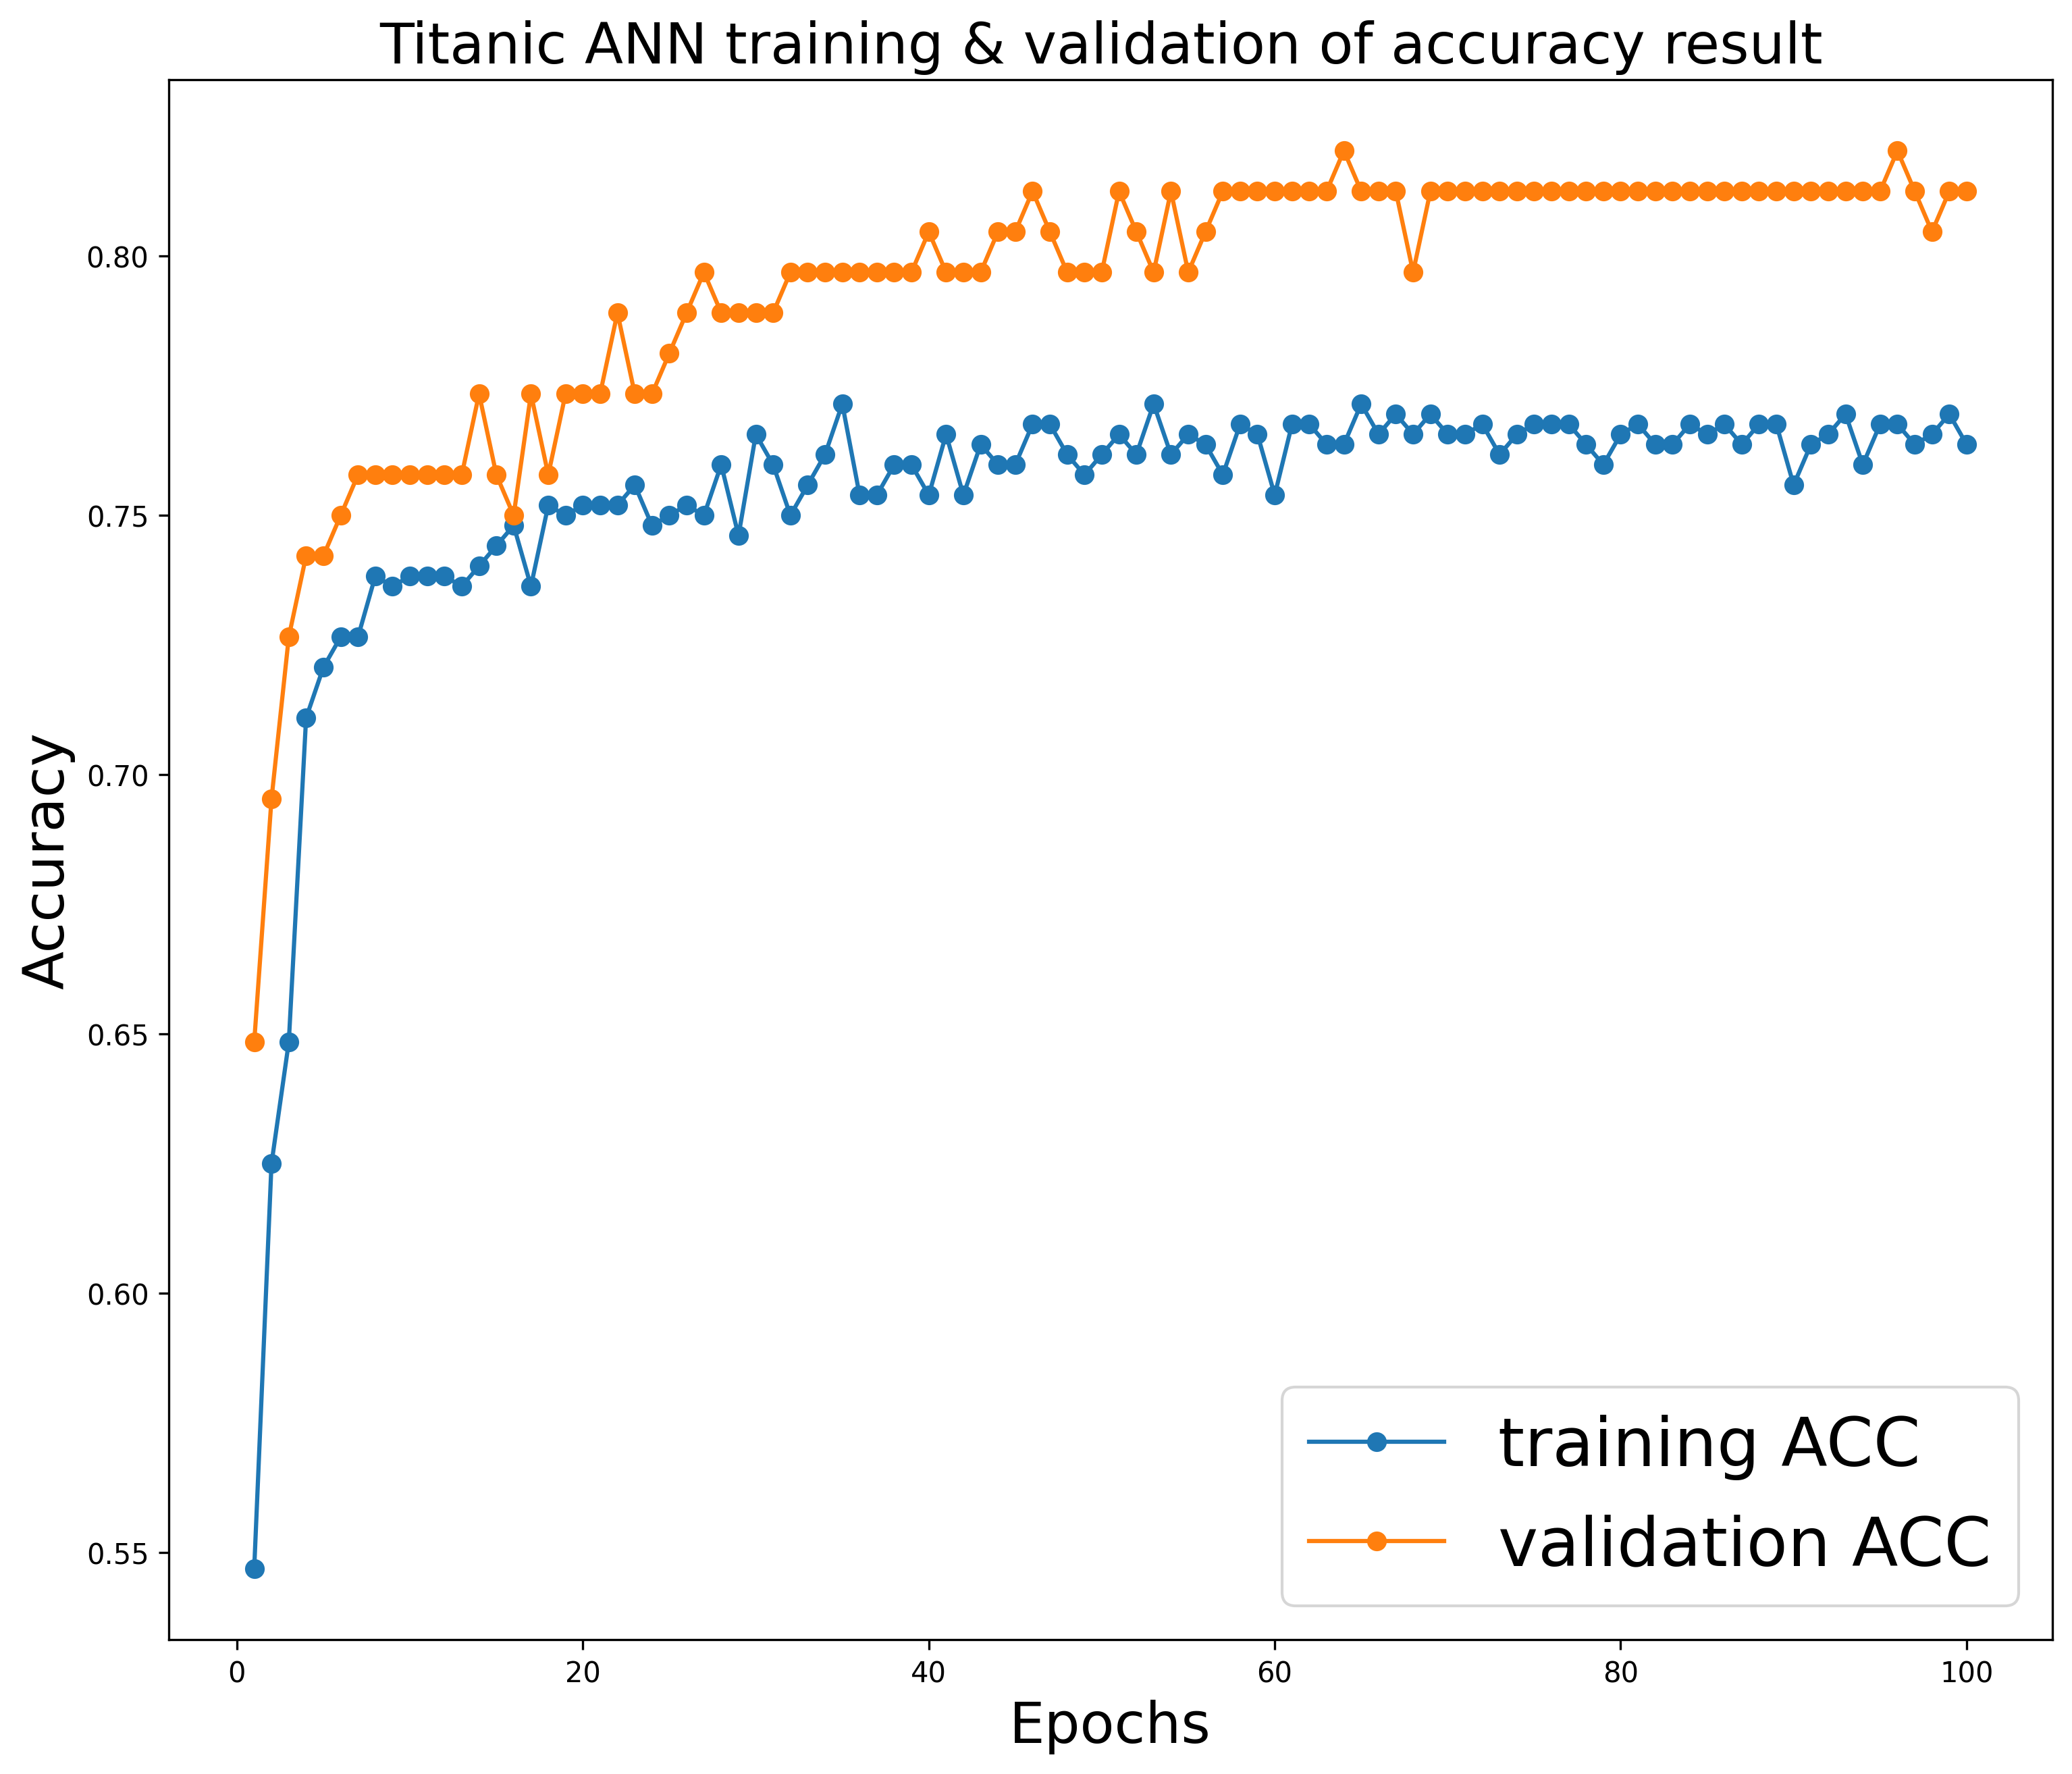 Titanic ANN training & validation of accuracy result
Accuracy
0.80
0.75
0.70
0.65
0.60
0.55
0
20
40
60
80
100
Epochs
training ACC
validation ACC